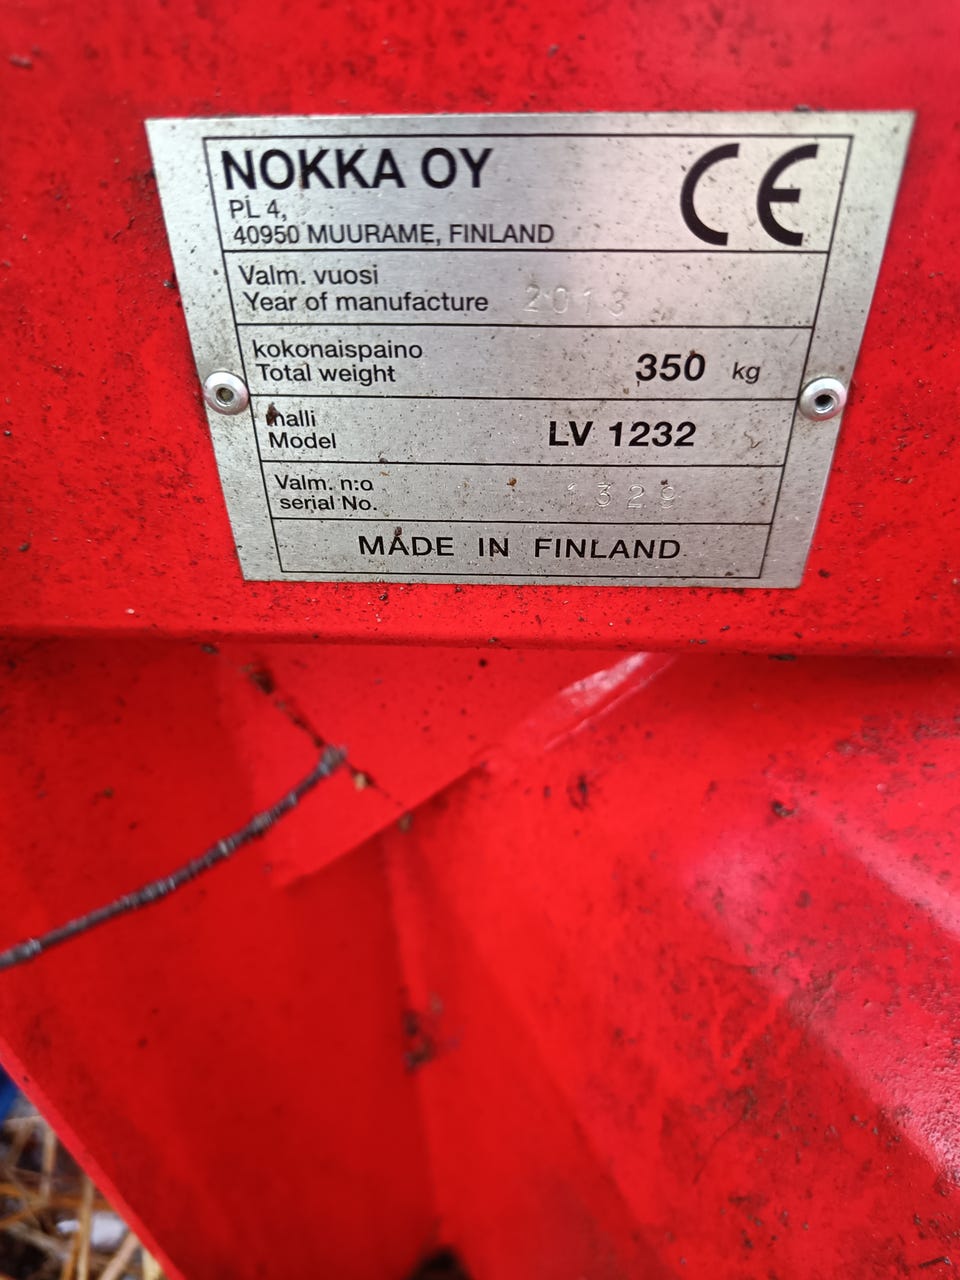 NOKKA OY
PL 4,
40950 MUURAME, FINLAND
CE
Valm. vuosi
Year of manufacture 2013
kokonaispaino
Total weight 350 kg
malli
Model LV 1232
Valm. n:o
serial No. 1329
MADE IN FINLAND